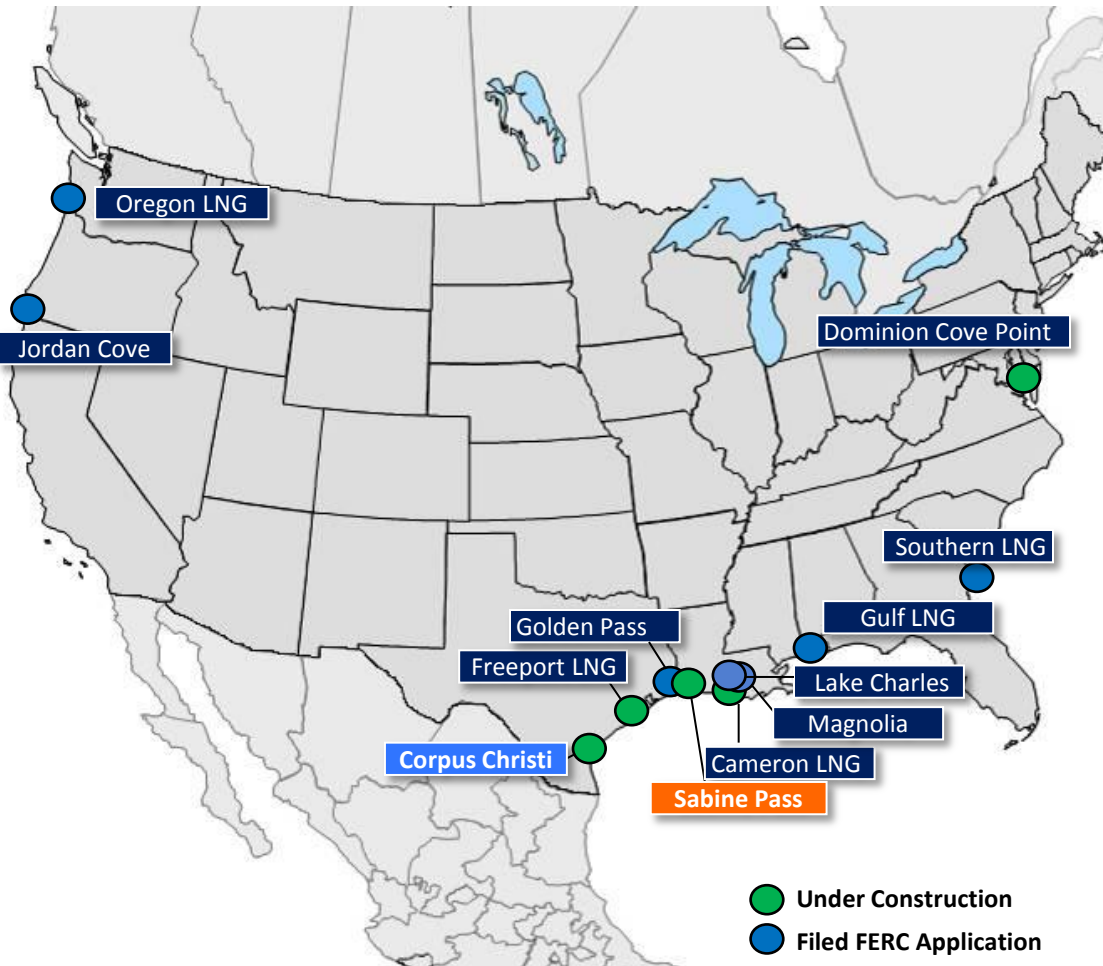 Oregon LNG
Jordan Cove
Dominion Cove Point
Southern LNG
Gulf LNG
Golden Pass
Freeport LNG
Lake Charles
Magnolia
Corpus Christi
Cameron LNG
Sabine Pass
Under Construction
Filed FERC Application